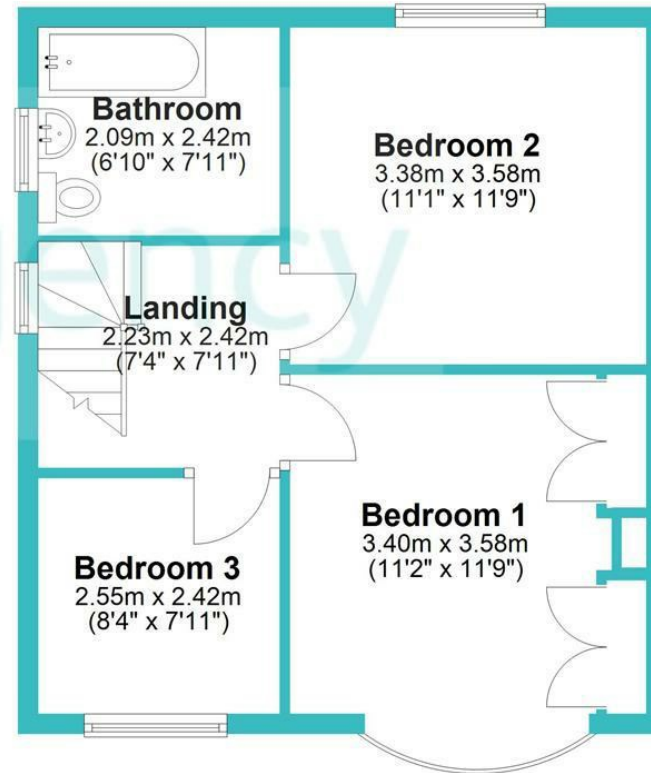 Bathroom
2.09m x 2.42m
(6'10" x 7'11")
Bedroom 2
3.38m x 3.58m
(11'1" x 11'9")
ency
Landing
2.23m x 2.42m
(7'4" x 7'11")
Bedroom 1
3.40m x 3.58m
(11'2" x 11'9")
Bedroom 3
2.55m x 2.42m
(8'4" x 7'11")